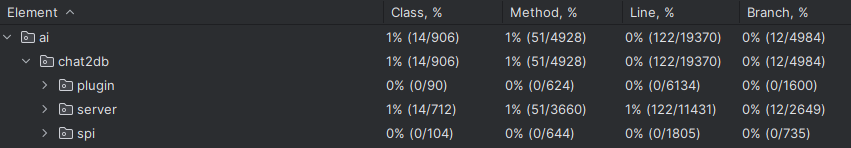 Element Class, % Method, % Line, % Branch, %
ai 1% (14/906) 1% (51/4928) 0% (122/19370) 0% (12/4984)
chat2db 1% (14/906) 1% (51/4928) 0% (122/19370) 0% (12/4984)
plugin 0% (0/90) 0% (0/624) 0% (0/6134) 0% (0/1600)
server 1% (14/712) 1% (51/3660) 1% (122/11431) 0% (12/2649)
spi 0% (0/104) 0% (0/644) 0% (0/1805) 0% (0/735)